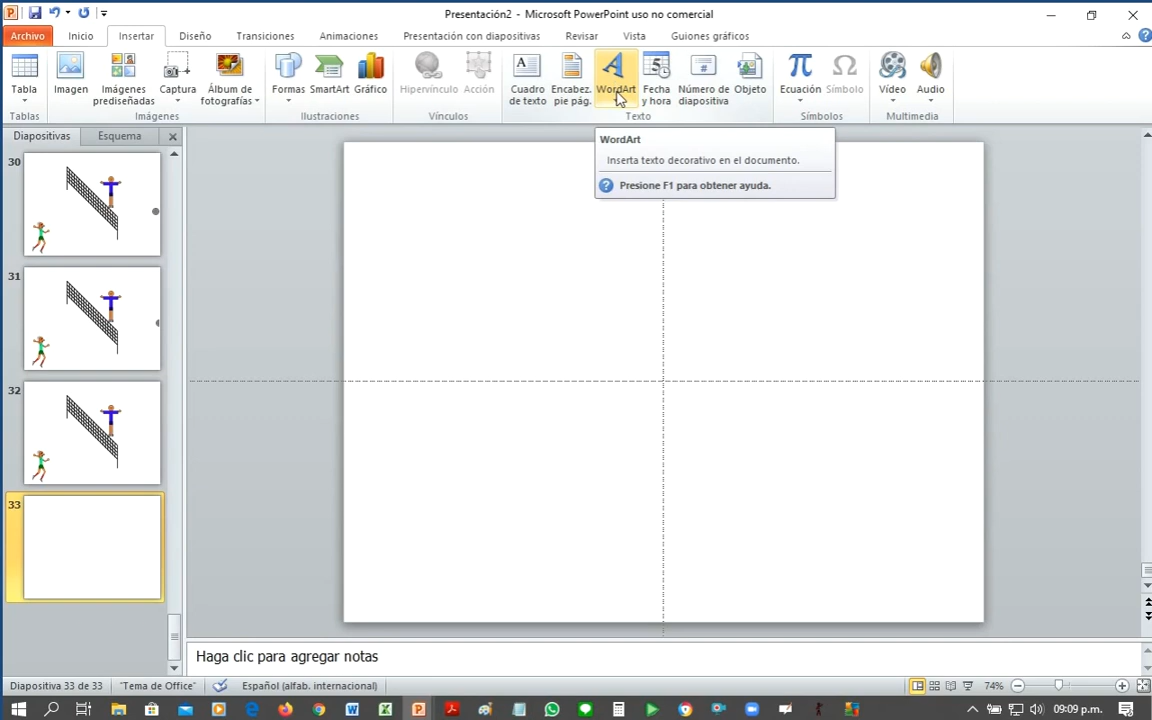 Presentación2 - Microsoft PowerPoint uso no comercial
Archivo Inicio Insertar Diseño Transiciones Animaciones Presentación con diapositivas Revisar Vista Guiones gráficos
Tabla Imagen Imágenes prediseñadas Captura Álbum de fotografías Formas SmartArt Gráfico Hipervínculo Acción Cuadro de texto Encabez. pie pág. WordArt Fecha y hora Número de diapositiva Objeto Ecuación Símbolo Vídeo Audio
Tablas Imágenes Ilustraciones Vínculos Texto Símbolos Multimedia
Diapositivas Esquema
WordArt
Inserta texto decorativo en el documento.
Presione F1 para obtener ayuda.
30
31
32
33
Haga clic para agregar notas
Diapositiva 33 de 33 "Tema de Office" Español (alfab. internacional) 74%
09:09 p.m.